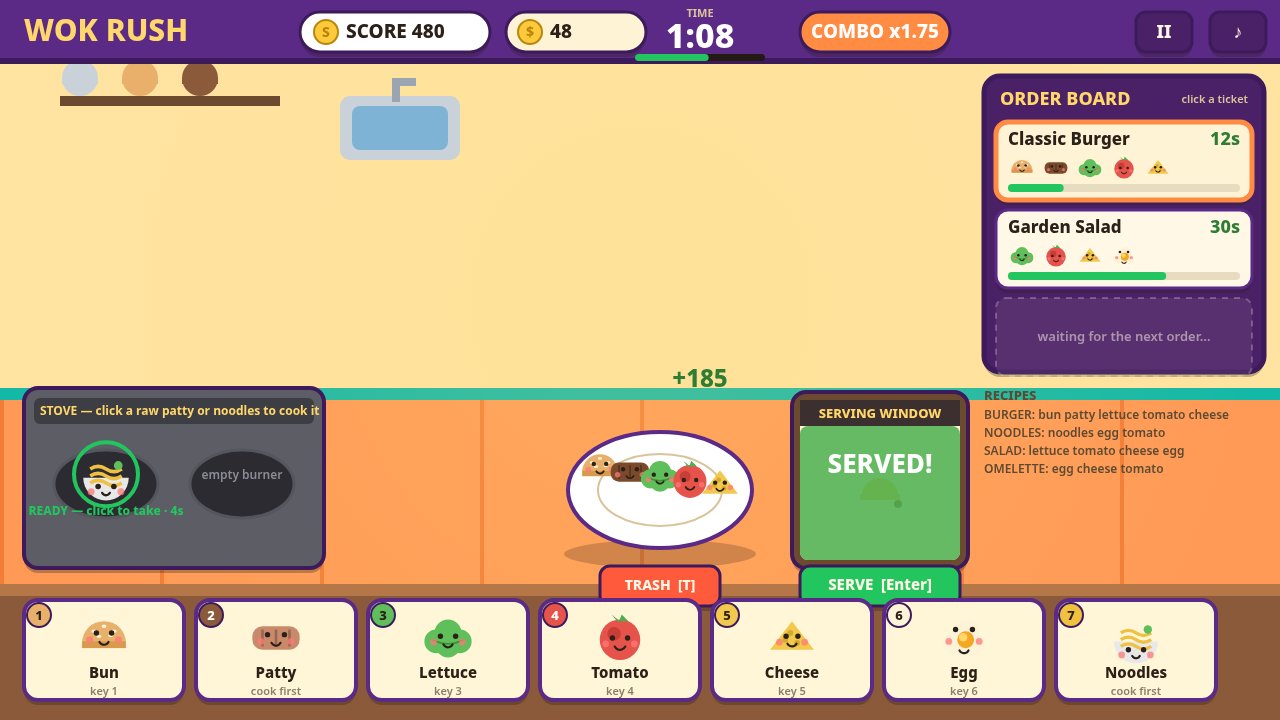 WOK RUSH
$ SCORE 480
$ 48
TIME
1:08
COMBO x1.75
II
♪
ORDER BOARD
click a ticket
Classic Burger 12s
Garden Salad 30s
waiting for the next order...
+185
RECIPES
BURGER: bun patty lettuce tomato cheese
NOODLES: noodles egg tomato
SALAD: lettuce tomato cheese egg
OMELETTE: egg cheese tomato
STOVE — click a raw patty or noodles to cook it
empty burner
READY — click to take · 4s
SERVING WINDOW
SERVED!
TRASH [T]
SERVE [Enter]
1
Bun
key 1
2
Patty
cook first
3
Lettuce
key 3
4
Tomato
key 4
5
Cheese
key 5
6
Egg
key 6
7
Noodles
cook first